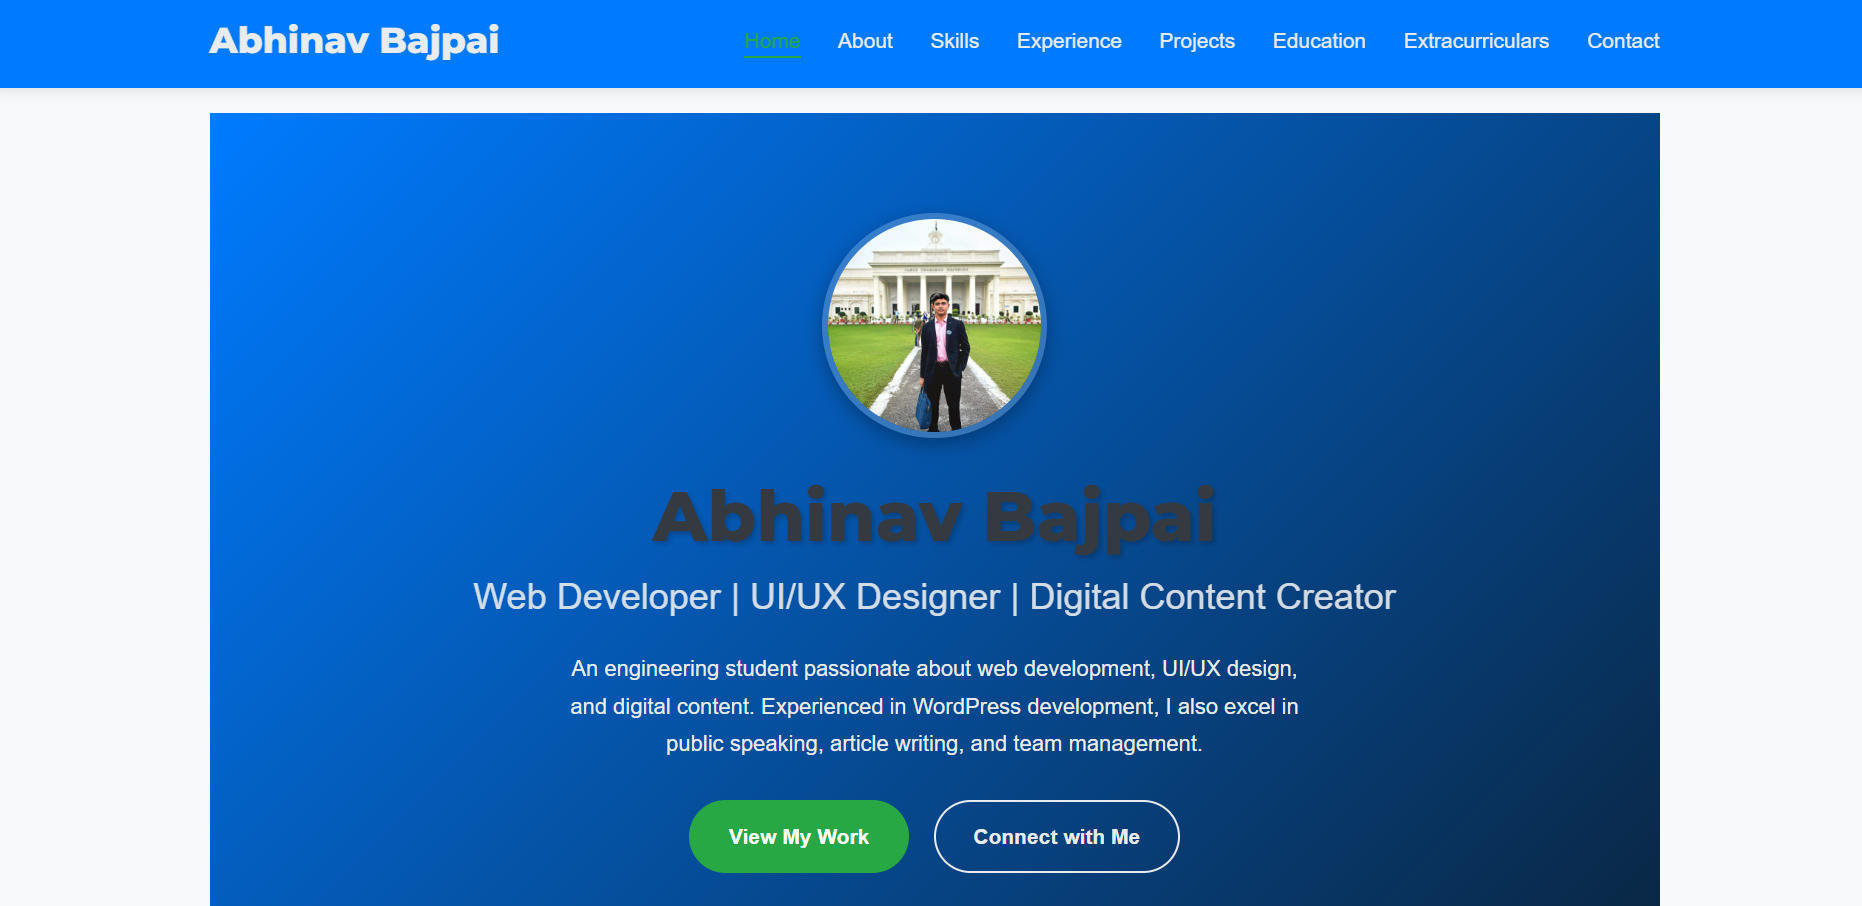 Abhinav Bajpai
Home About Skills Experience Projects Education Extracurriculars Contact
Abhinav Bajpai
Web Developer | UI/UX Designer | Digital Content Creator
An engineering student passionate about web development, UI/UX design,
and digital content. Experienced in WordPress development, I also excel in
public speaking, article writing, and team management.
View My Work
Connect with Me